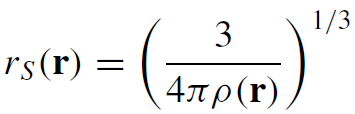 r_S(𝐫) = ( 3 / 4πρ(𝐫) )^{1/3}